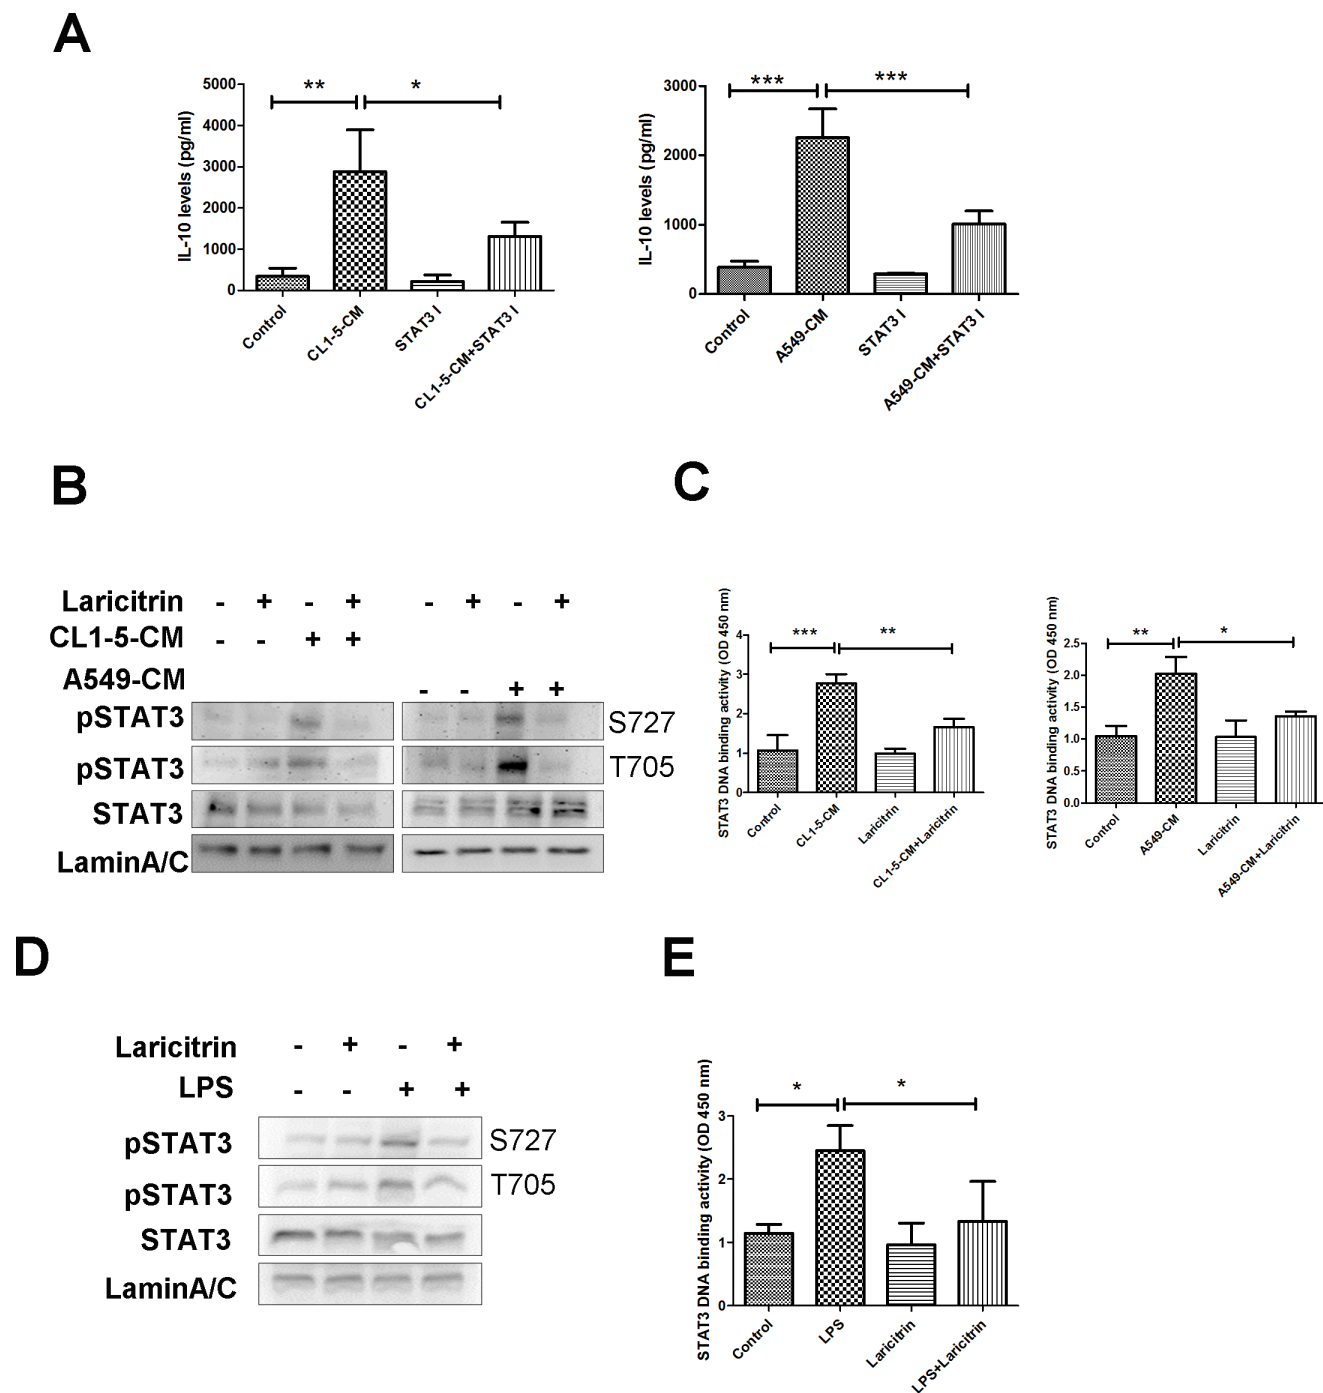 A
IL-10 levels (pg/ml)
5000
4000
3000
2000
1000
0
** *
Control
CL1-5-CM
STAT3 I
CL1-5-CM+STAT3 I
IL-10 levels (pg/ml)
3000
2000
1000
0
*** ***
Control
A549-CM
STAT3 I
A549-CM+STAT3 I
B
Laricitrin - + - + - + - +
CL1-5-CM - - + +
A549-CM - - + +
pSTAT3 S727
pSTAT3 T705
STAT3
LaminA/C
C
STAT3 DNA binding activity (OD 450 nm)
4
3
2
1
0
*** **
Control
CL1-5-CM
Laricitrin
CL1-5-CM+Laricitrin
STAT3 DNA binding activity (OD 450 nm)
2.5
2.0
1.5
1.0
0.5
0.0
** *
Control
A549-CM
Laricitrin
A549-CM+Laricitrin
D
Laricitrin - + - +
LPS - - + +
pSTAT3 S727
pSTAT3 T705
STAT3
LaminA/C
E
STAT3 DNA binding activity (OD 450 nm)
3
2
1
0
* *
Control
LPS
Laricitrin
LPS+Laricitrin